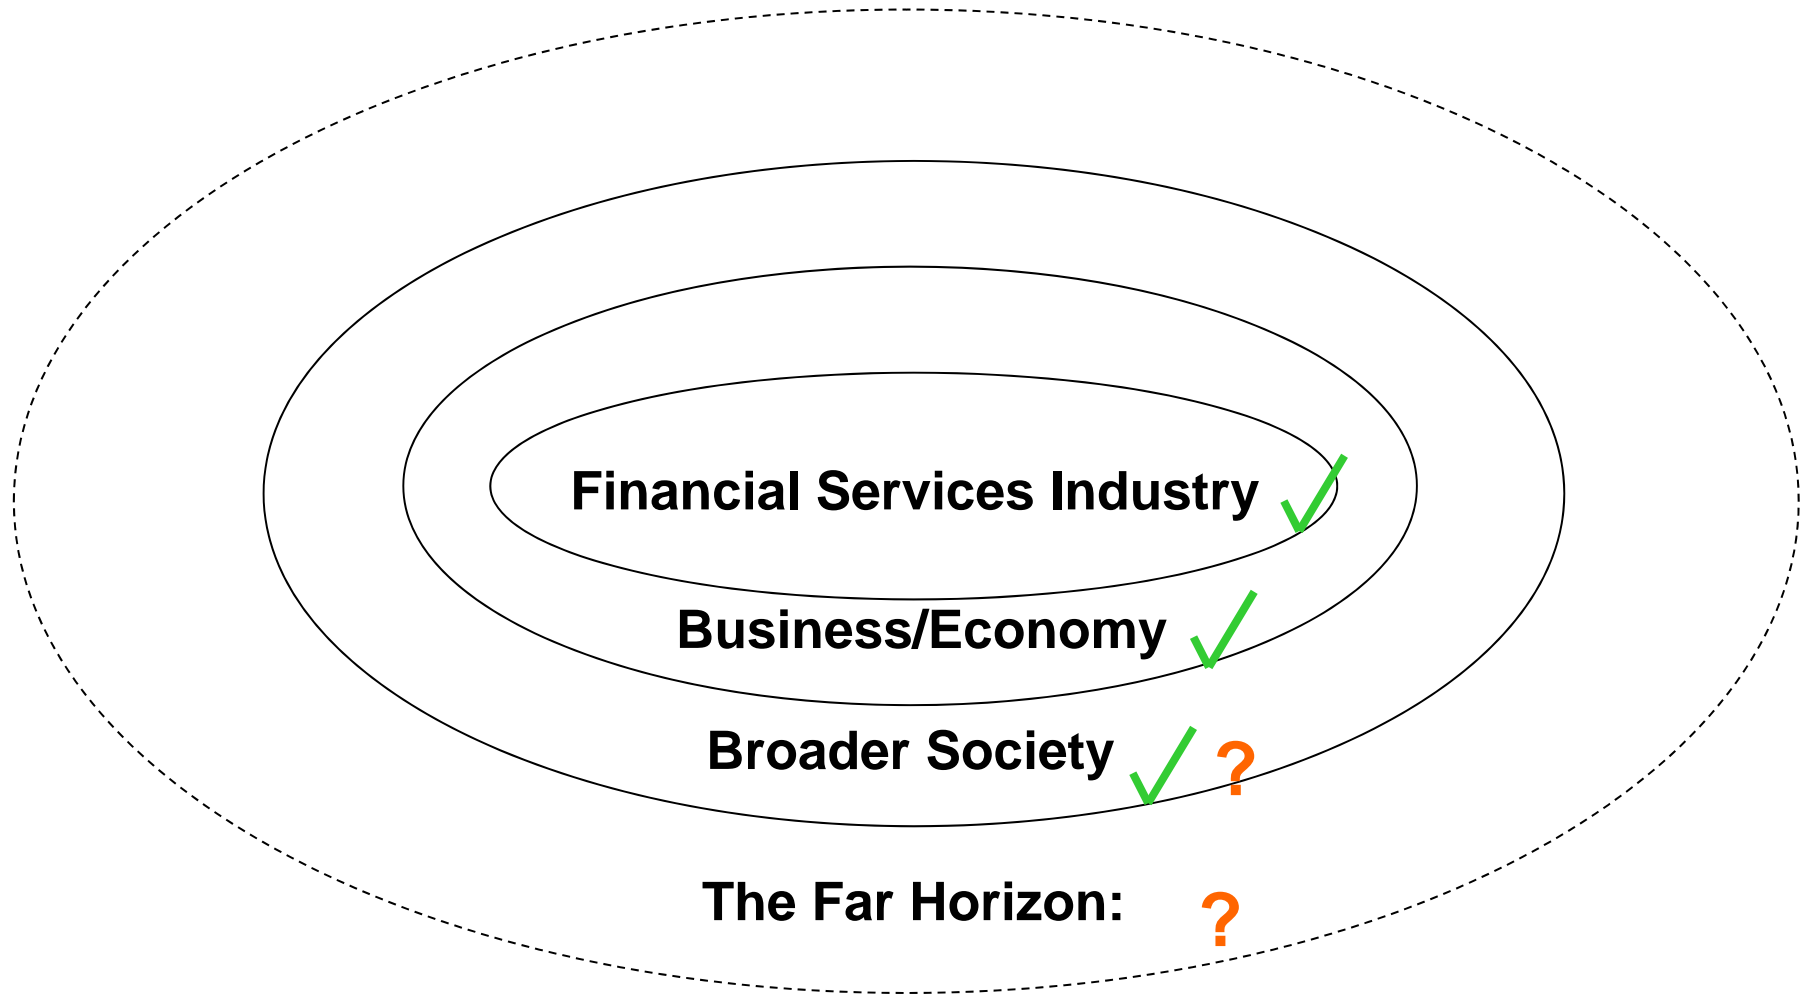 Financial Services Industry
Business/Economy
Broader Society ?
The Far Horizon: ?